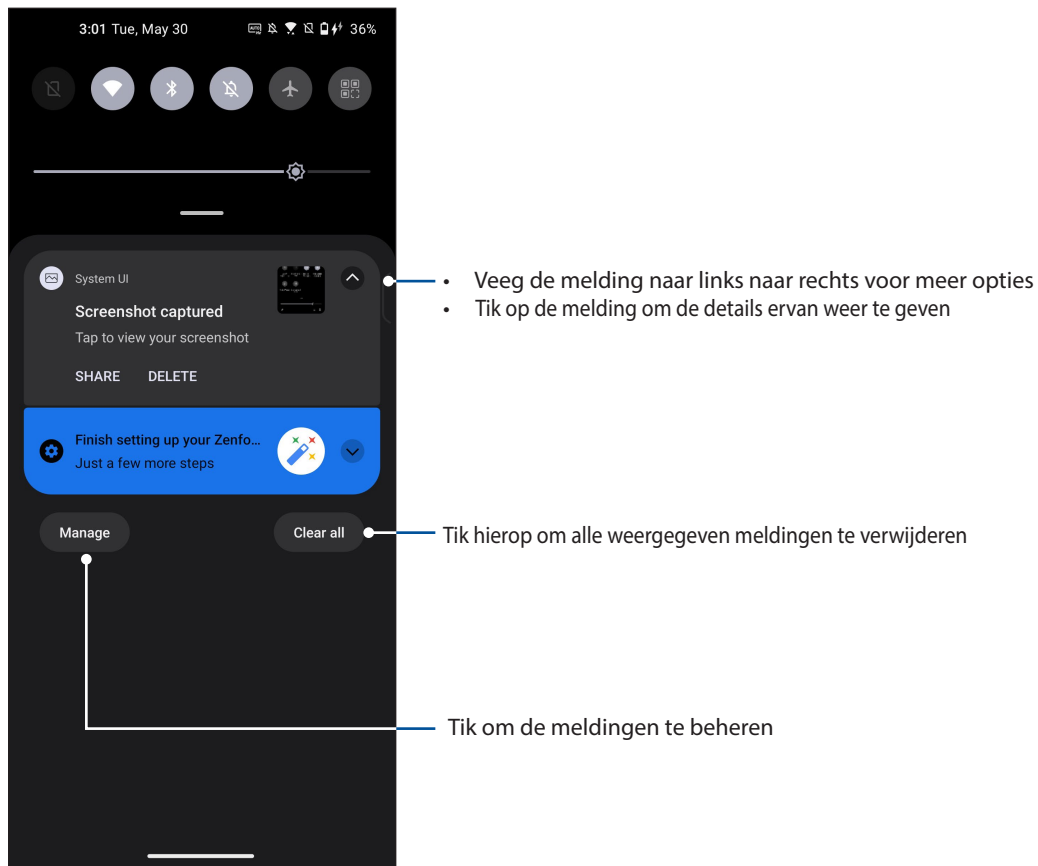 3:01 Tue, May 30
36%
System UI
Screenshot captured
Tap to view your screenshot
SHARE DELETE
• Veeg de melding naar links naar rechts voor meer opties
• Tik op de melding om de details ervan weer te geven
Finish setting up your Zenfo...
Just a few more steps
Manage
Clear all
Tik hierop om alle weergegeven meldingen te verwijderen
Tik om de meldingen te beheren